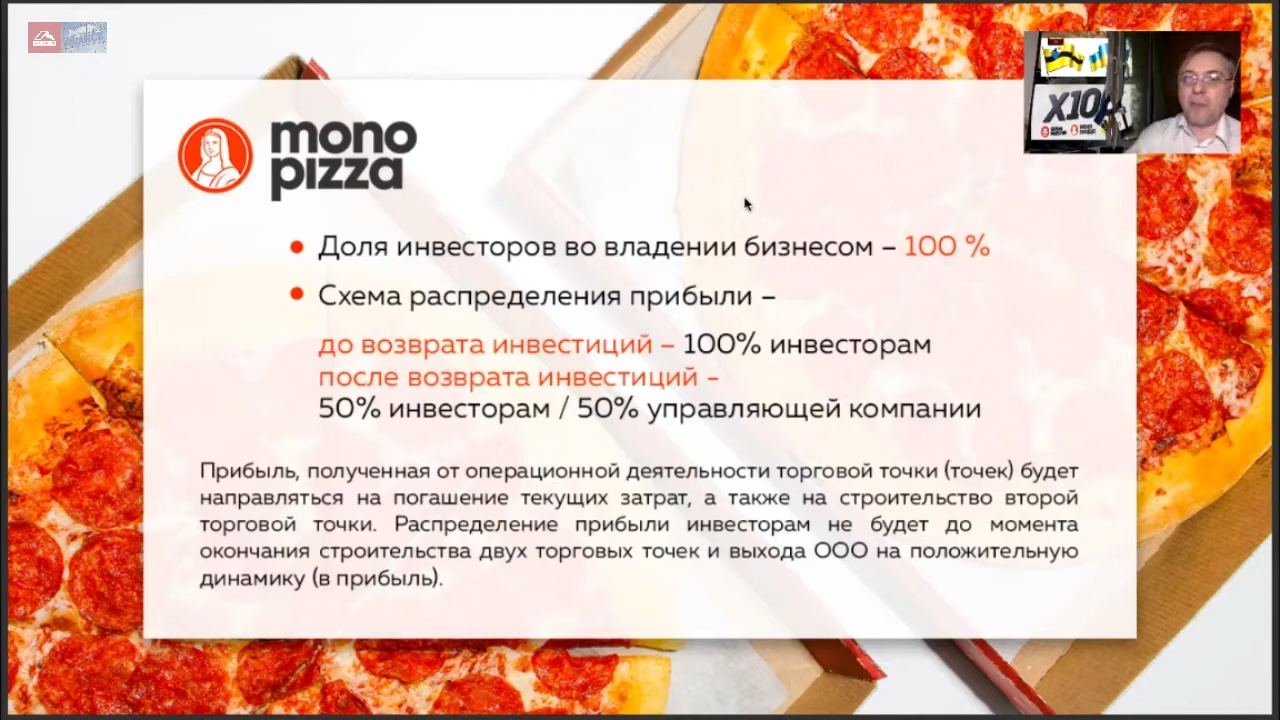 mono
pizza
X10
Доля инвесторов во владении бизнесом – 100 %
Схема распределения прибыли –
до возврата инвестиций – 100% инвесторам
после возврата инвестиций -
50% инвесторам / 50% управляющей компании
Прибыль, полученная от операционной деятельности торговой точки (точек) будет
направляться на погашение текущих затрат, а также на строительство второй
торговой точки. Распределение прибыли инвесторам не будет до момента
окончания строительства двух торговых точек и выхода ООО на положительную
динамику (в прибыль).